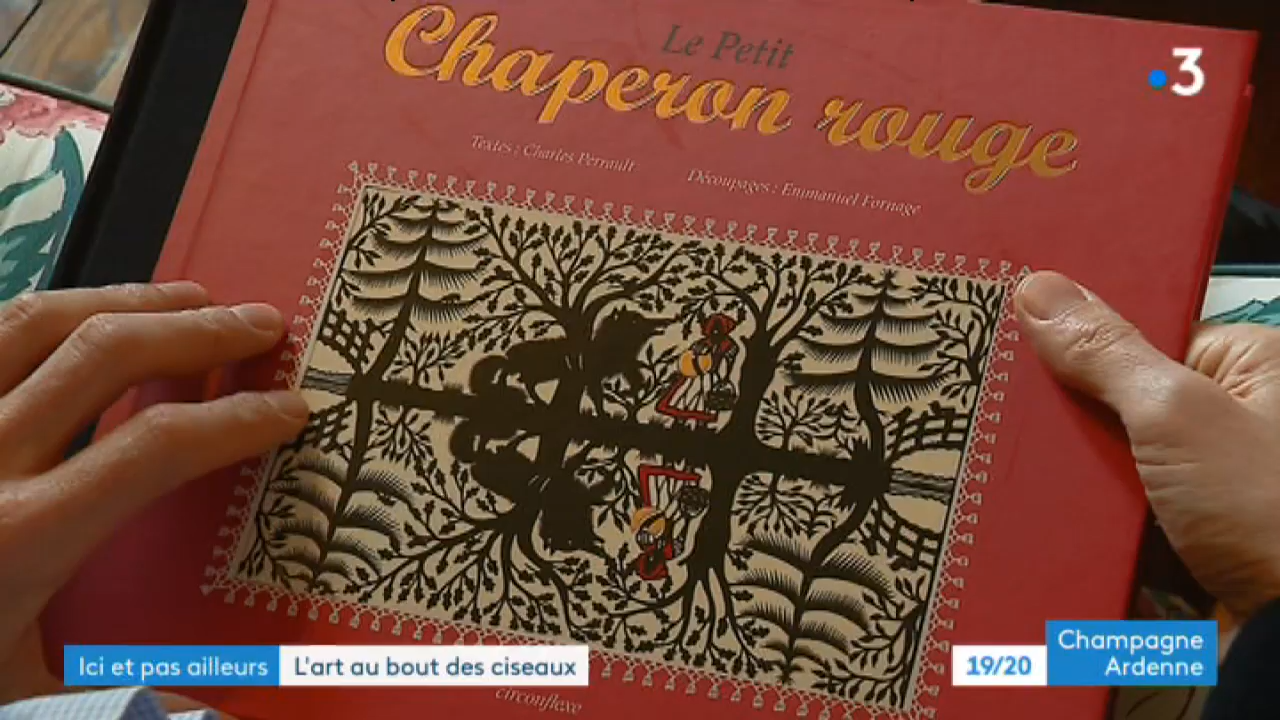 Le Petit
Chaperon rouge
Textes : Charles Perrault
Découpages : Emmanuel Fornage
circonflexe
3
Ici et pas ailleurs
L'art au bout des ciseaux
19/20
Champagne
Ardenne